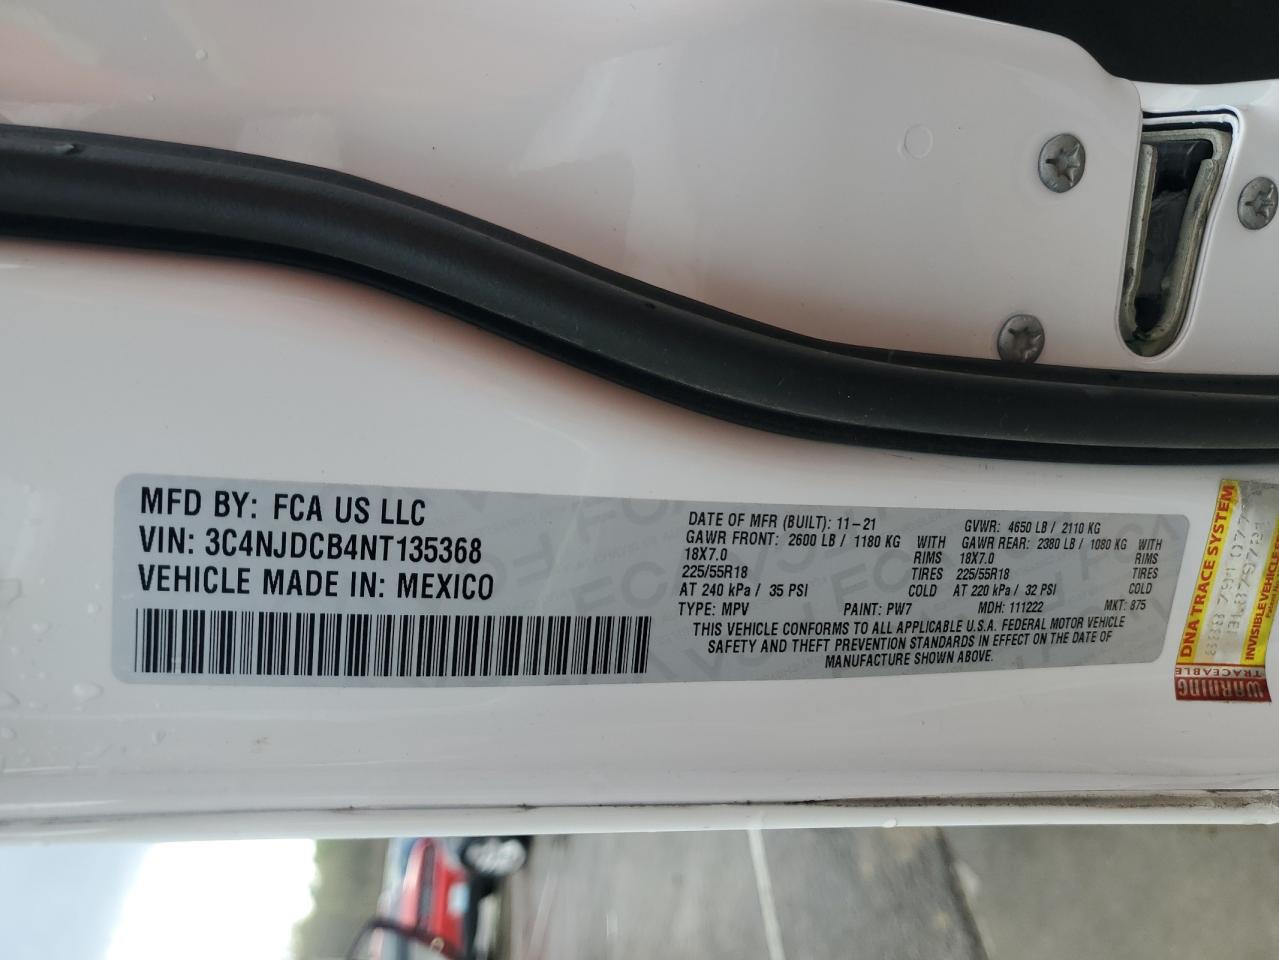 MFD BY: FCA US LLC
VIN: 3C4NJDCB4NT135368
VEHICLE MADE IN: MEXICO
DATE OF MFR (BUILT): 11-21 GVWR: 4650 LB / 2110 KG
GAWR FRONT: 2600 LB / 1180 KG WITH GAWR REAR: 2380 LB / 1080 KG WITH
18X7.0 RIMS 18X7.0 RIMS
225/55R18 TIRES 225/55R18 TIRES
AT 240 kPa / 35 PSI COLD AT 220 kPa / 32 PSI COLD
TYPE: MPV PAINT: PW7 MDH: 111222 MKT: 875
THIS VEHICLE CONFORMS TO ALL APPLICABLE U.S.A. FEDERAL MOTOR VEHICLE
SAFETY AND THEFT PREVENTION STANDARDS IN EFFECT ON THE DATE OF
MANUFACTURE SHOWN ABOVE.
DNA TRACE SYSTEM
INVISIBLE VEHICLE
WARNING
TRACEABLE